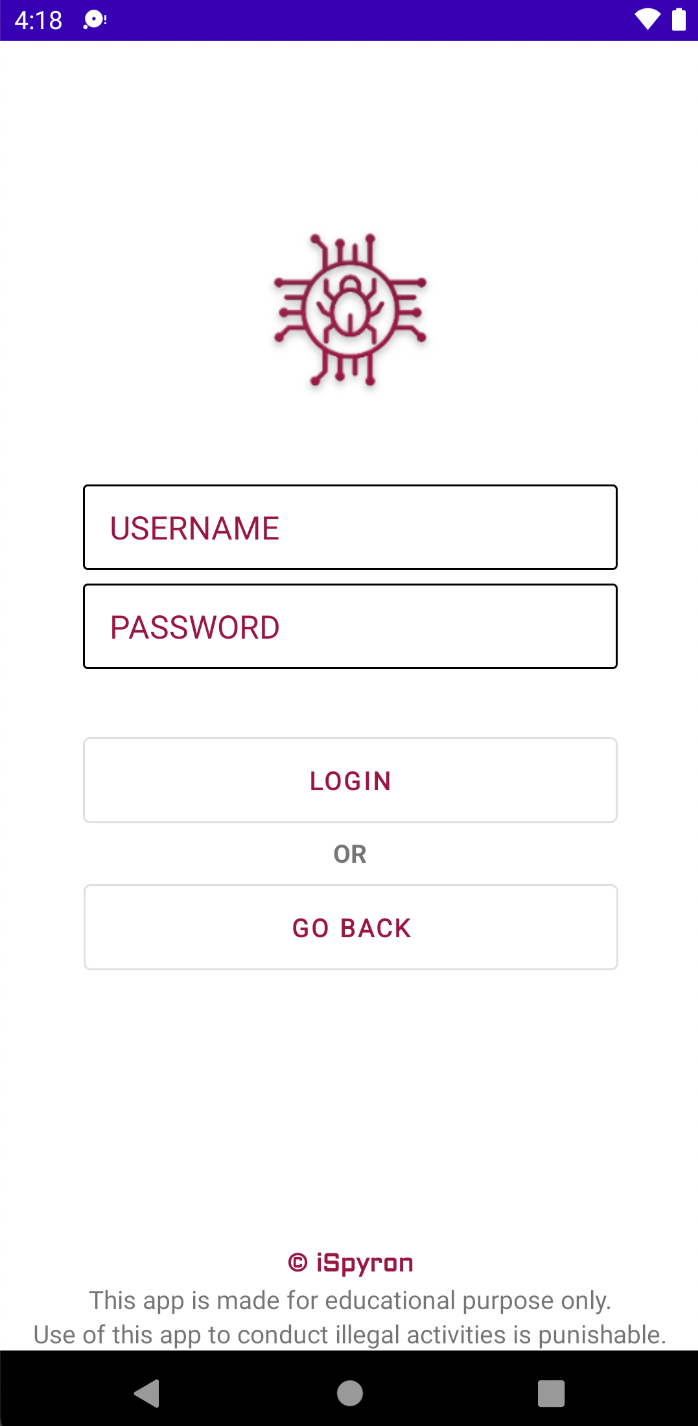 4:18
USERNAME
PASSWORD
LOGIN
OR
GO BACK
© iSpyron
This app is made for educational purpose only.
Use of this app to conduct illegal activities is punishable.